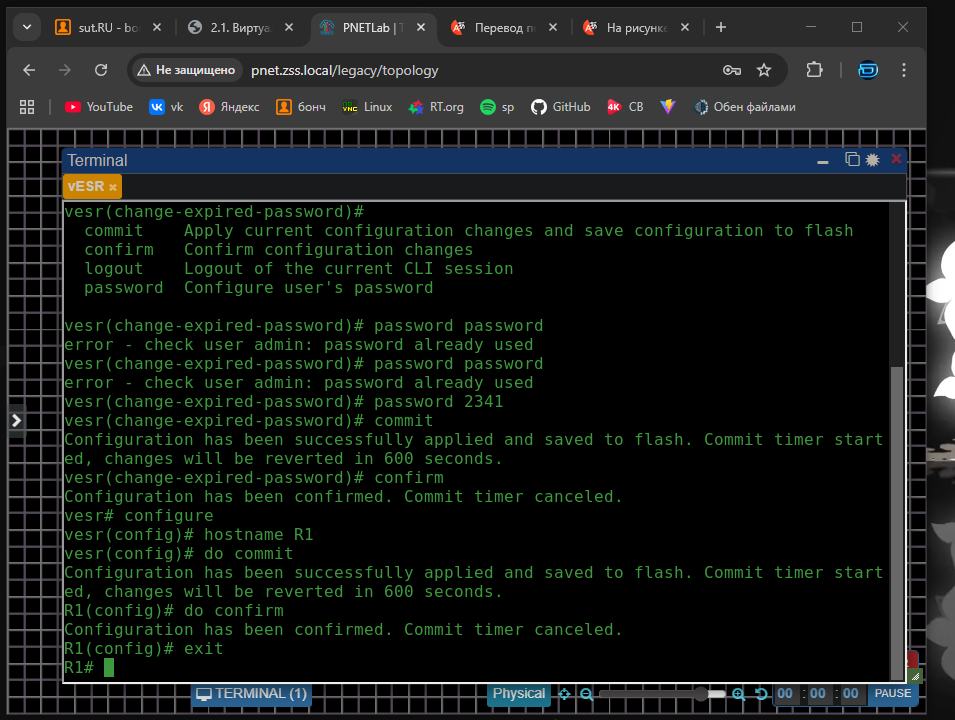 sut.RU - bo
2.1. Виртуа
PNETLab | T
Перевод п
На рисунке
Не защищено
pnet.zss.local/legacy/topology
YouTube
vk
Яндекс
бонч
Linux
RT.org
sp
GitHub
СВ
Обен файлами
Terminal
vESR
vesr(change-expired-password)#
commit    Apply current configuration changes and save configuration to flash
confirm   Confirm configuration changes
logout    Logout of the current CLI session
password  Configure user's password
vesr(change-expired-password)# password password
error - check user admin: password already used
vesr(change-expired-password)# password password
error - check user admin: password already used
vesr(change-expired-password)# password 2341
vesr(change-expired-password)# commit
Configuration has been successfully applied and saved to flash. Commit timer start
ed, changes will be reverted in 600 seconds.
vesr(change-expired-password)# confirm
Configuration has been confirmed. Commit timer canceled.
vesr# configure
vesr(config)# hostname R1
vesr(config)# do commit
Configuration has been successfully applied and saved to flash. Commit timer start
ed, changes will be reverted in 600 seconds.
R1(config)# do confirm
Configuration has been confirmed. Commit timer canceled.
R1(config)# exit
R1#
TERMINAL (1)
Physical
00 : 00 : 00
PAUSE